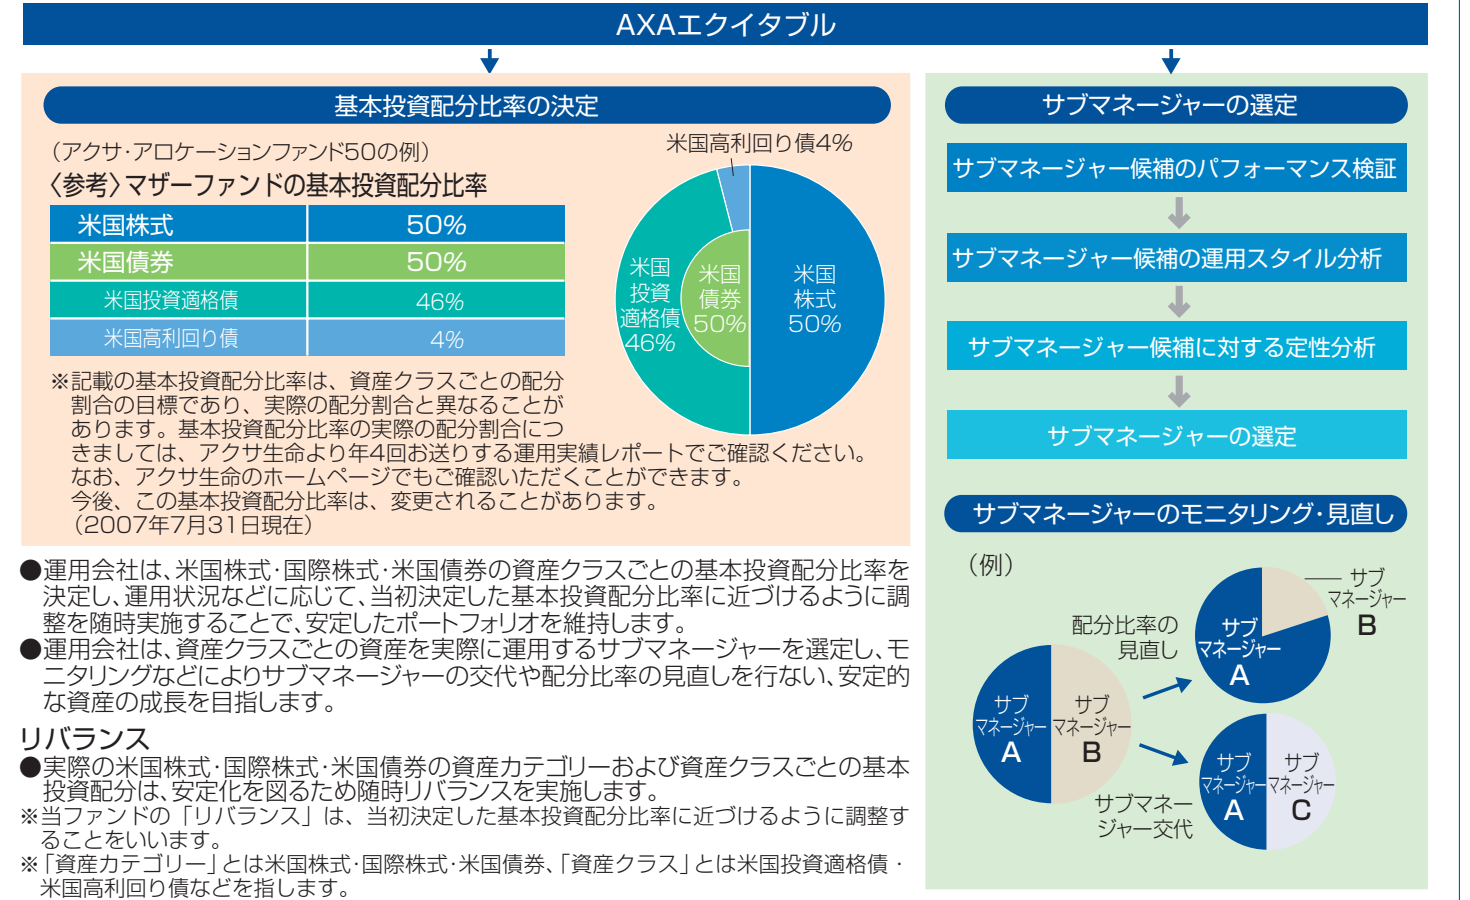 AXAエクイタブル
基本投資配分比率の決定
（アクサ・アロケーションファンド50の例）
〈参考〉マザーファンドの基本投資配分比率
米国株式 50%
米国債券 50%
米国投資適格債 46%
米国高利回り債 4%
米国高利回り債4%
米国
投資
適格債
46%
米国
債券
50%
米国
株式
50%
※記載の基本投資配分比率は、資産クラスごとの配分
割合の目標であり、実際の配分割合と異なることが
あります。基本投資配分比率の実際の配分割合につ
きましては、アクサ生命より年4回お送りする運用実績レポートでご確認ください。
なお、アクサ生命のホームページでもご確認いただくことができます。
今後、この基本投資配分比率は、変更されることがあります。
（2007年7月31日現在）
●運用会社は、米国株式･国際株式･米国債券の資産クラスごとの基本投資配分比率を
決定し、運用状況などに応じて、当初決定した基本投資配分比率に近づけるように調
整を随時実施することで、安定したポートフォリオを維持します。
●運用会社は、資産クラスごとの資産を実際に運用するサブマネージャーを選定し、モ
ニタリングなどによりサブマネージャーの交代や配分比率の見直しを行ない、安定的
な資産の成長を目指します。
リバランス
●実際の米国株式･国際株式･米国債券の資産カテゴリーおよび資産クラスごとの基本
投資配分は、安定化を図るため随時リバランスを実施します。
※当ファンドの「リバランス」は、当初決定した基本投資配分比率に近づけるように調整す
ることをいいます。
※「資産カテゴリー」とは米国株式･国際株式･米国債券、「資産クラス」とは米国投資適格債・
米国高利回り債などを指します。
サブマネージャーの選定
サブマネージャー候補のパフォーマンス検証
サブマネージャー候補の運用スタイル分析
サブマネージャー候補に対する定性分析
サブマネージャーの選定
サブマネージャーのモニタリング・見直し
（例）
サブ
マネージャー
A
サブ
マネージャー
B
配分比率の
見直し
サブ
マネージャー
A
サブ
マネージャー
B
サブマネー
ジャー交代
サブ
マネージャー
A
サブ
マネージャー
C